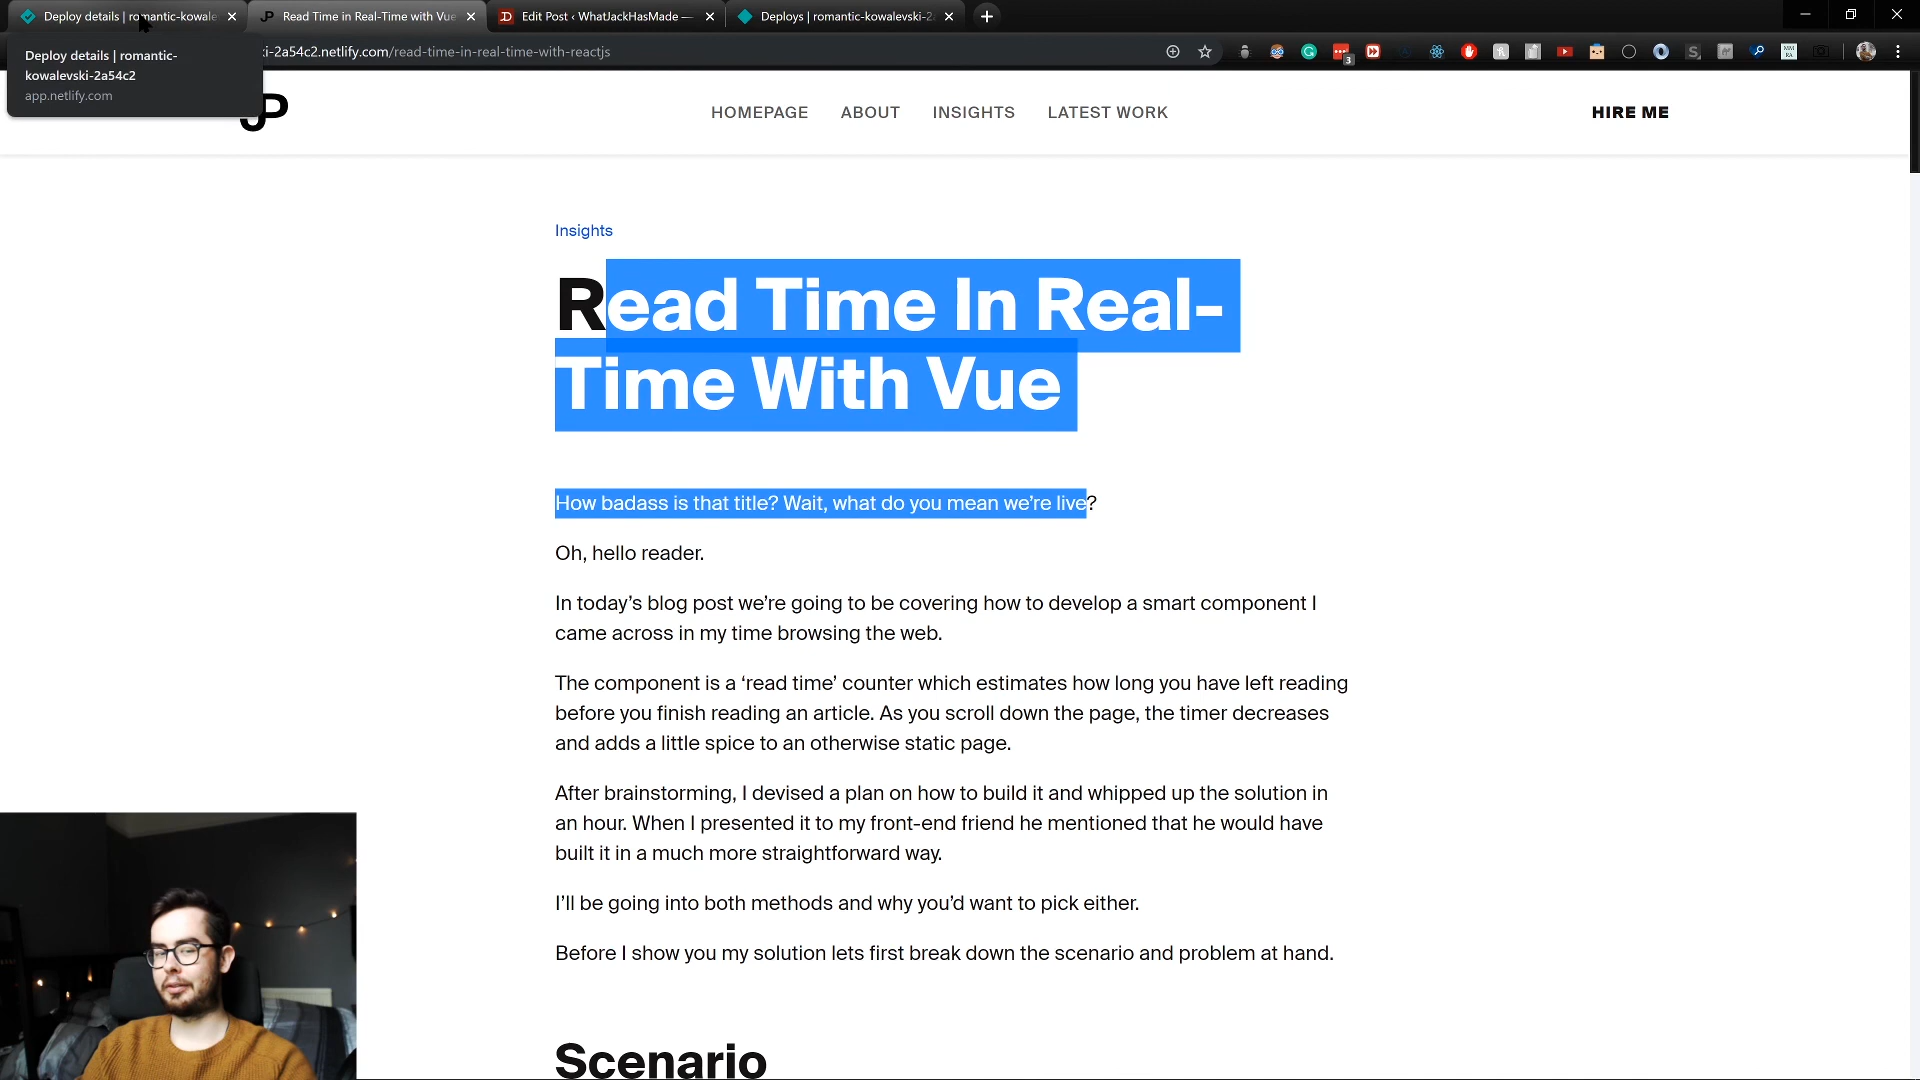 Deploy details | romantic-kowale
Read Time in Real-Time with Vue
Edit Post ‹ WhatJackHasMade —
Deploys | romantic-kowalevski-2a
Deploy details | romantic-
kowalevski-2a54c2
app.netlify.com
ki-2a54c2.netlify.com/read-time-in-real-time-with-reactjs
3
JP
HOMEPAGE ABOUT INSIGHTS LATEST WORK HIRE ME
Insights
Read Time In Real-
Time With Vue
How badass is that title? Wait, what do you mean we’re live?
Oh, hello reader.
In today’s blog post we’re going to be covering how to develop a smart component I
came across in my time browsing the web.
The component is a ‘read time’ counter which estimates how long you have left reading
before you finish reading an article. As you scroll down the page, the timer decreases
and adds a little spice to an otherwise static page.
After brainstorming, I devised a plan on how to build it and whipped up the solution in
an hour. When I presented it to my front-end friend he mentioned that he would have
built it in a much more straightforward way.
I’ll be going into both methods and why you’d want to pick either.
Before I show you my solution lets first break down the scenario and problem at hand.
Scenario